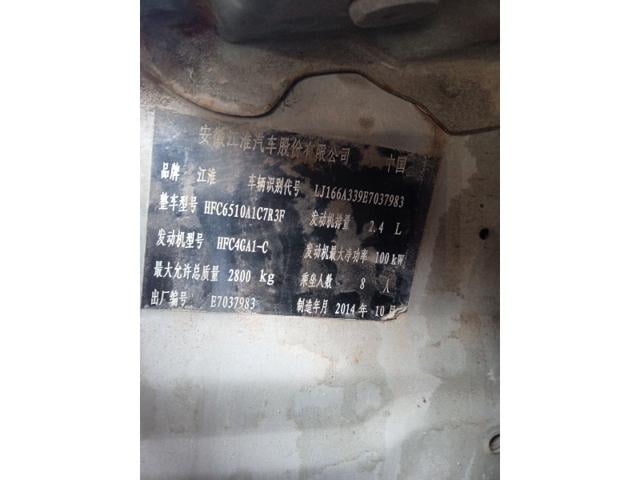 安徽江淮汽车股份有限公司 中国
品牌 江淮 车辆识别代号 LJ166A339E7037983
整车型号 HFC6510A1C7R3F 发动机排量 2.4 L
发动机型号 HFC4GA1-C 发动机最大净功率 100 kW
最大允许总质量 2800 kg 乘坐人数 8 人
出厂编号 E7037983 制造年月 2014 年 10 月